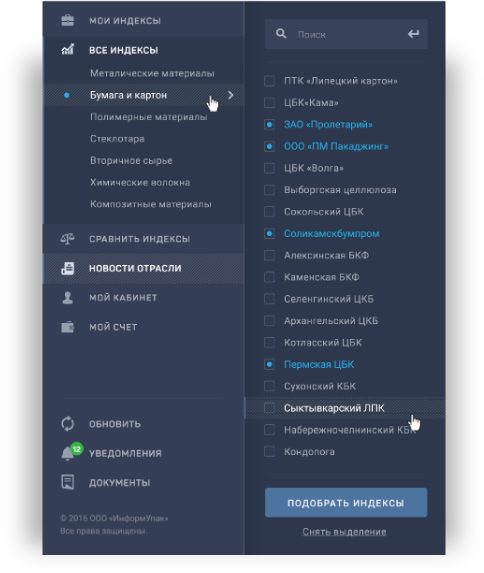 МОИ ИНДЕКСЫ
ВСЕ ИНДЕКСЫ
Металические материалы
Бумага и картон
Полимерные материалы
Стеклотара
Вторичное сырье
Химические волокна
Композитные материалы
СРАВНИТЬ ИНДЕКСЫ
НОВОСТИ ОТРАСЛИ
МОЙ КАБИНЕТ
МОЙ СЧЕТ
ОБНОВИТЬ
12
УВЕДОМЛЕНИЯ
ДОКУМЕНТЫ
© 2016 ООО «ИнформУпак»
Все права защищены.
Поиск
ПТК «Липецкий картон»
ЦБК«Кама»
ЗАО «Пролетарий»
ООО «ПМ Пакаджинг»
ЦБК «Волга»
Выборгская целлюлоза
Сокольский ЦБК
Соликамскбумпром
Алексинская БКФ
Каменская БКФ
Селенгинский ЦКБ
Архангельский ЦКБ
Котласский ЦБК
Пермская ЦБК
Сухонский КБК
Сыктывкарский ЛПК
Набережночелнинский КБК
Кондопога
ПОДОБРАТЬ ИНДЕКСЫ
Снять выделение